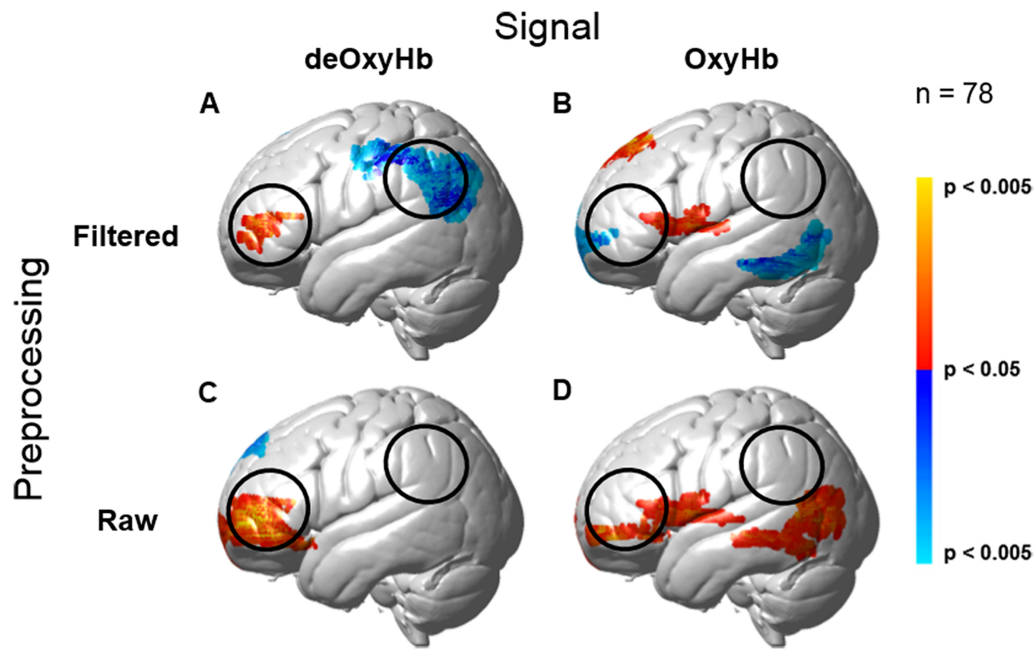 Signal
deOxyHb
OxyHb
n = 78
A
B
p < 0.005
Filtered
Preprocessing
p < 0.05
C
D
Raw
p < 0.005